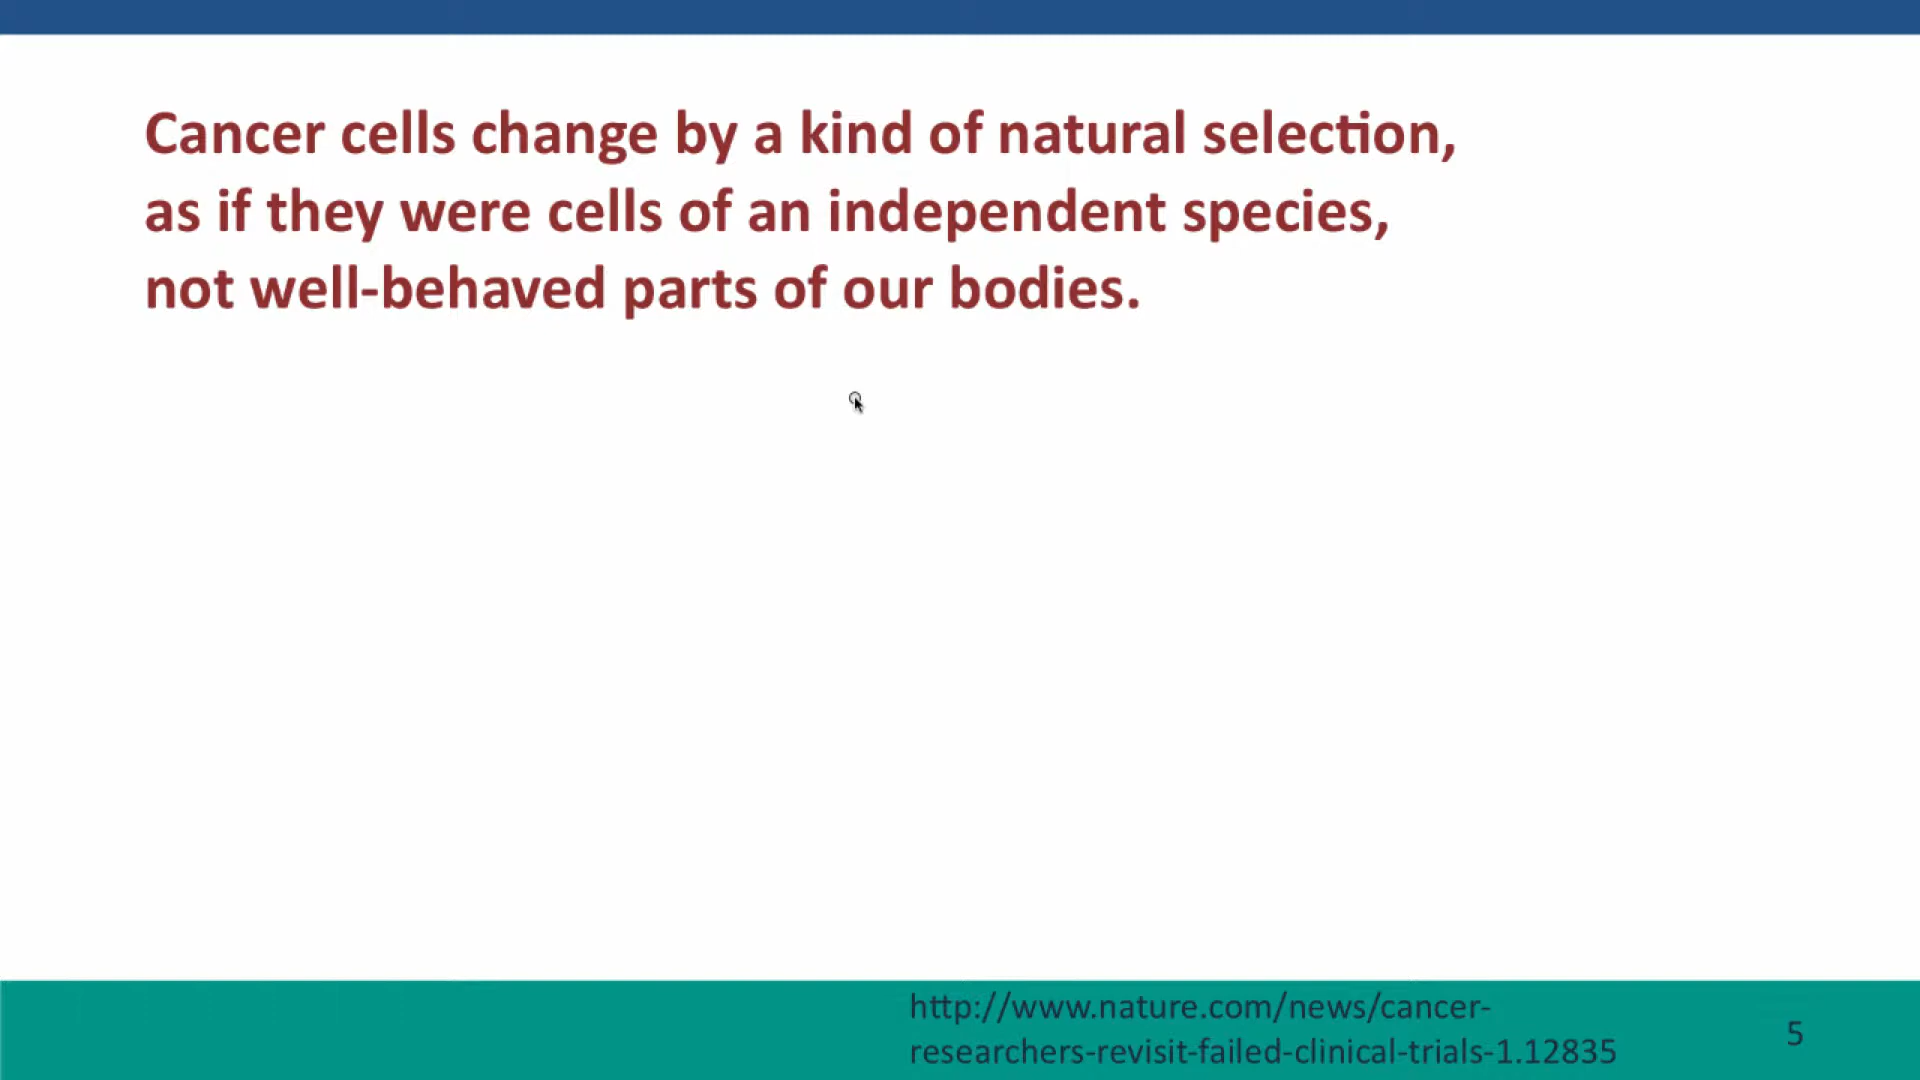 Cancer cells change by a kind of natural selection,
as if they were cells of an independent species,
not well-behaved parts of our bodies.
http://www.nature.com/news/cancer-
researchers-revisit-failed-clinical-trials-1.12835
5